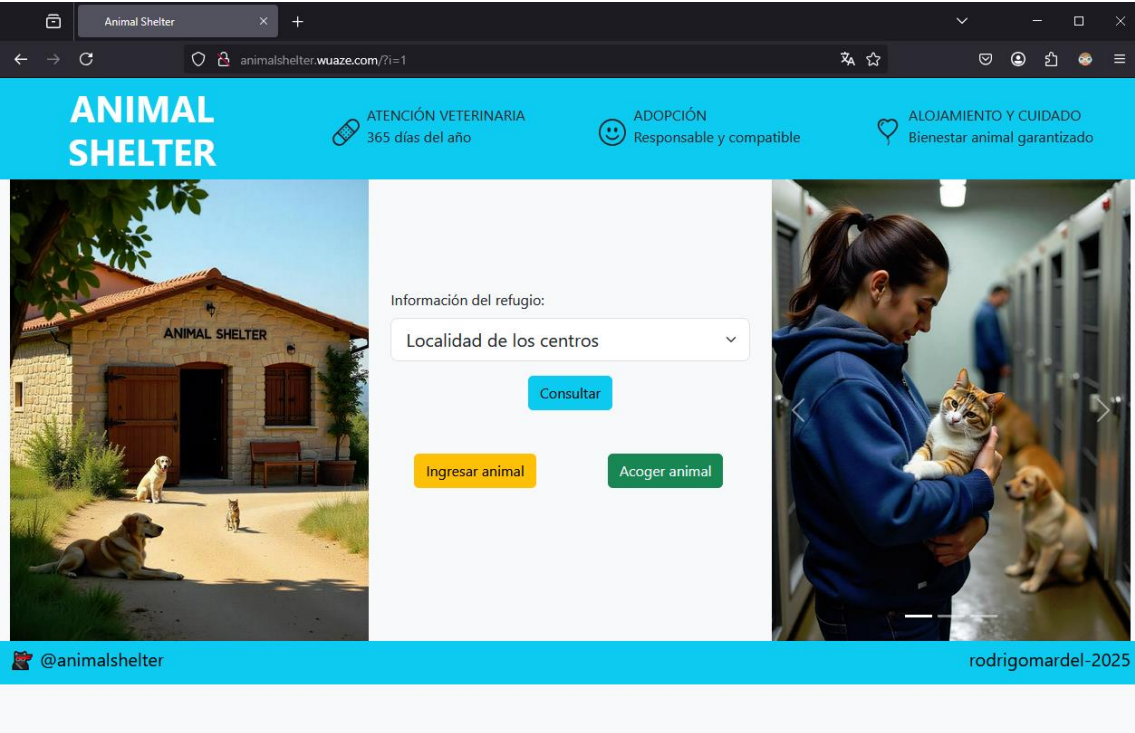 Animal Shelter
animalshelter.wuaze.com/?i=1
ANIMAL
SHELTER
ATENCIÓN VETERINARIA
365 días del año
ADOPCIÓN
Responsable y compatible
ALOJAMIENTO Y CUIDADO
Bienestar animal garantizado
ANIMAL SHELTER
Información del refugio:
Localidad de los centros
Consultar
Ingresar animal
Acoger animal
@animalshelter
rodrigomardel-2025